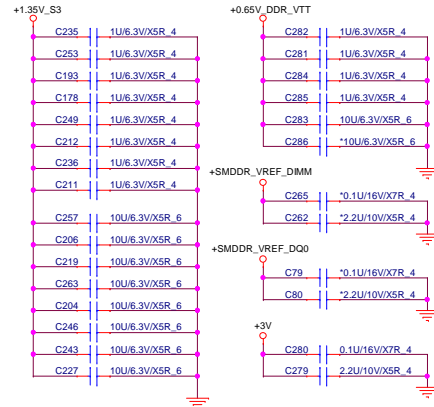 +1.35V_S3
C235 1U/6.3V/X5R_4
C253 1U/6.3V/X5R_4
C193 1U/6.3V/X5R_4
C178 1U/6.3V/X5R_4
C249 1U/6.3V/X5R_4
C212 1U/6.3V/X5R_4
C236 1U/6.3V/X5R_4
C211 1U/6.3V/X5R_4
C257 10U/6.3V/X5R_6
C206 10U/6.3V/X5R_6
C219 10U/6.3V/X5R_6
C263 10U/6.3V/X5R_6
C204 10U/6.3V/X5R_6
C246 10U/6.3V/X5R_6
C243 10U/6.3V/X5R_6
C227 10U/6.3V/X5R_6
+0.65V_DDR_VTT
C282 1U/6.3V/X5R_4
C281 1U/6.3V/X5R_4
C284 1U/6.3V/X5R_4
C285 1U/6.3V/X5R_4
C283 10U/6.3V/X5R_6
C286 *10U/6.3V/X5R_6
+SMDDR_VREF_DIMM
C265 *0.1U/16V/X7R_4
C262 *2.2U/10V/X5R_4
+SMDDR_VREF_DQ0
C79 *0.1U/16V/X7R_4
C80 *2.2U/10V/X5R_4
+3V
C280 0.1U/16V/X7R_4
C279 2.2U/10V/X5R_4